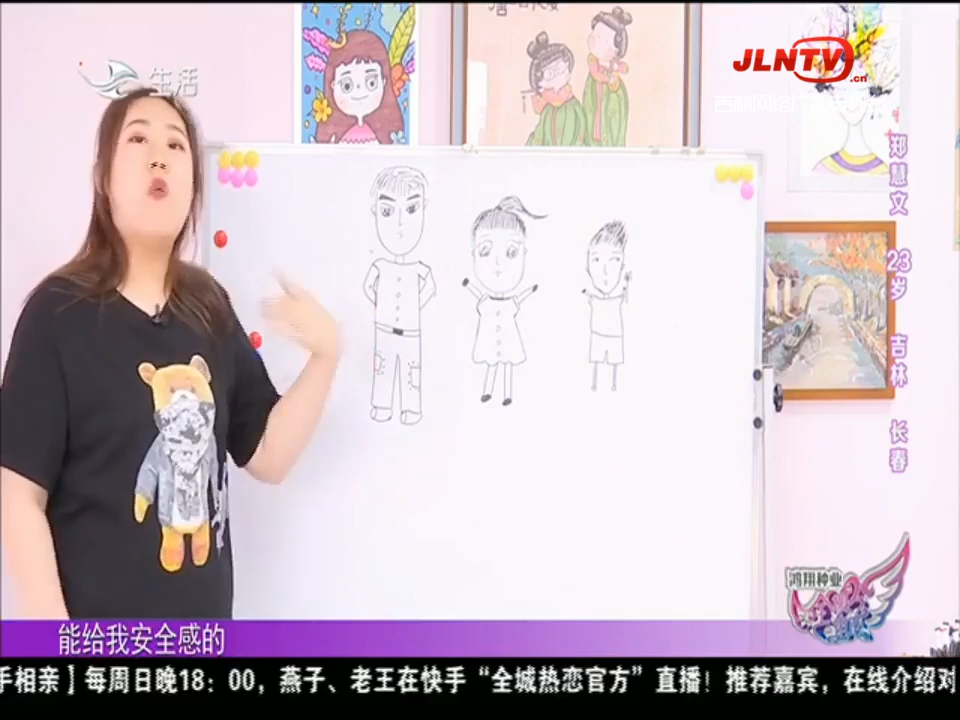 JLNTV.cn
生活
郑慧文 23岁 吉林 长春
鸿翔种业
能给我安全感的
手相亲】每周日晚18：00，燕子、老王在快手“全城热恋官方”直播！推荐嘉宾，在线介绍对